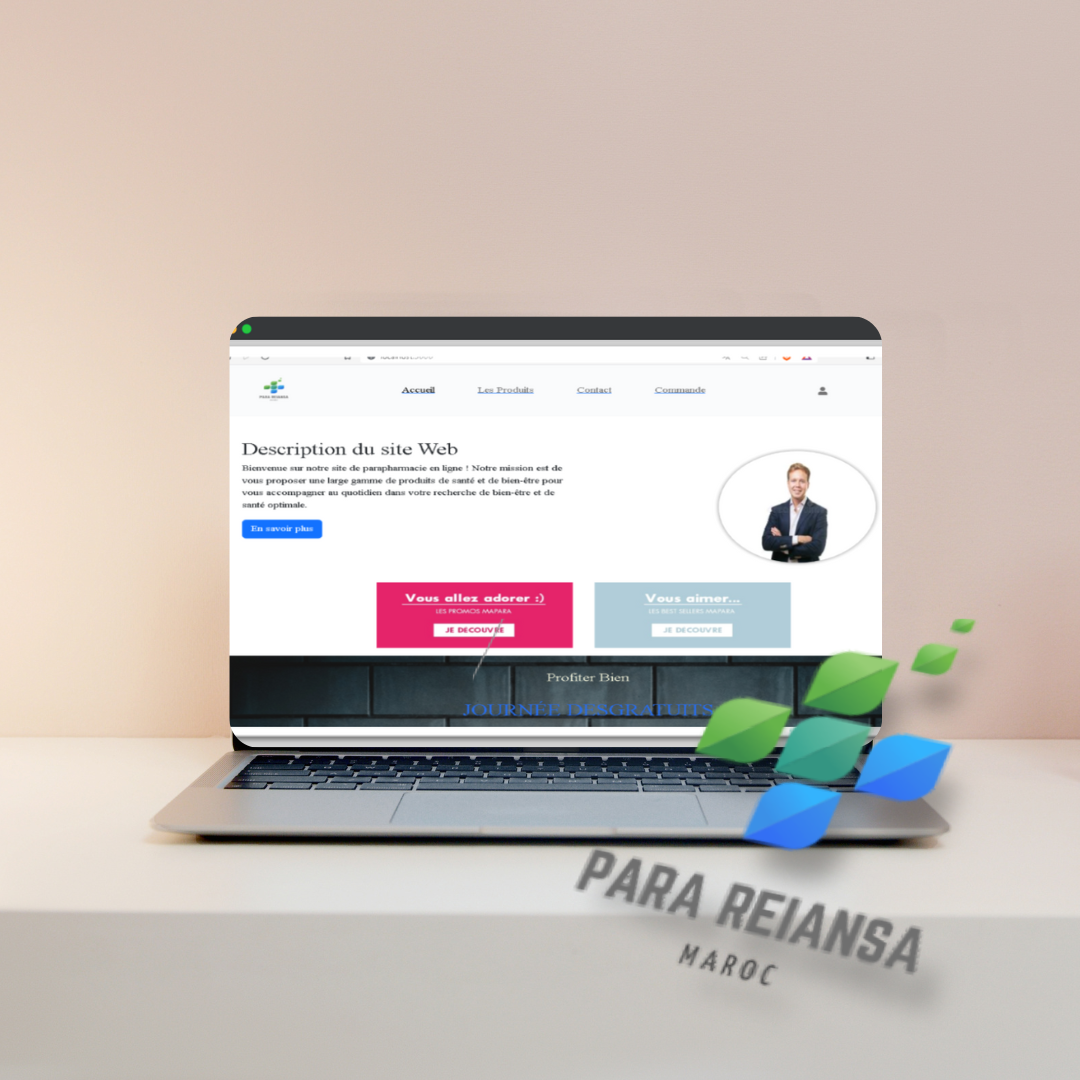 PARA REIANSA
Accueil
Les Produits
Contact
Commande
Description du site Web
Bienvenue sur notre site de parapharmacie en ligne ! Notre mission est de
vous proposer une large gamme de produits de santé et de bien-être pour
vous accompagner au quotidien dans votre recherche de bien-être et de
santé optimale.
En savoir plus
Vous allez adorer :)
LES PROMOS MAPARA
JE DECOUVRE
Vous aimer...
LES BEST SELLERS MAPARA
JE DECOUVRE
Profiter Bien
JOURNEE DESGRATUITS
PARA REIANSA
MAROC